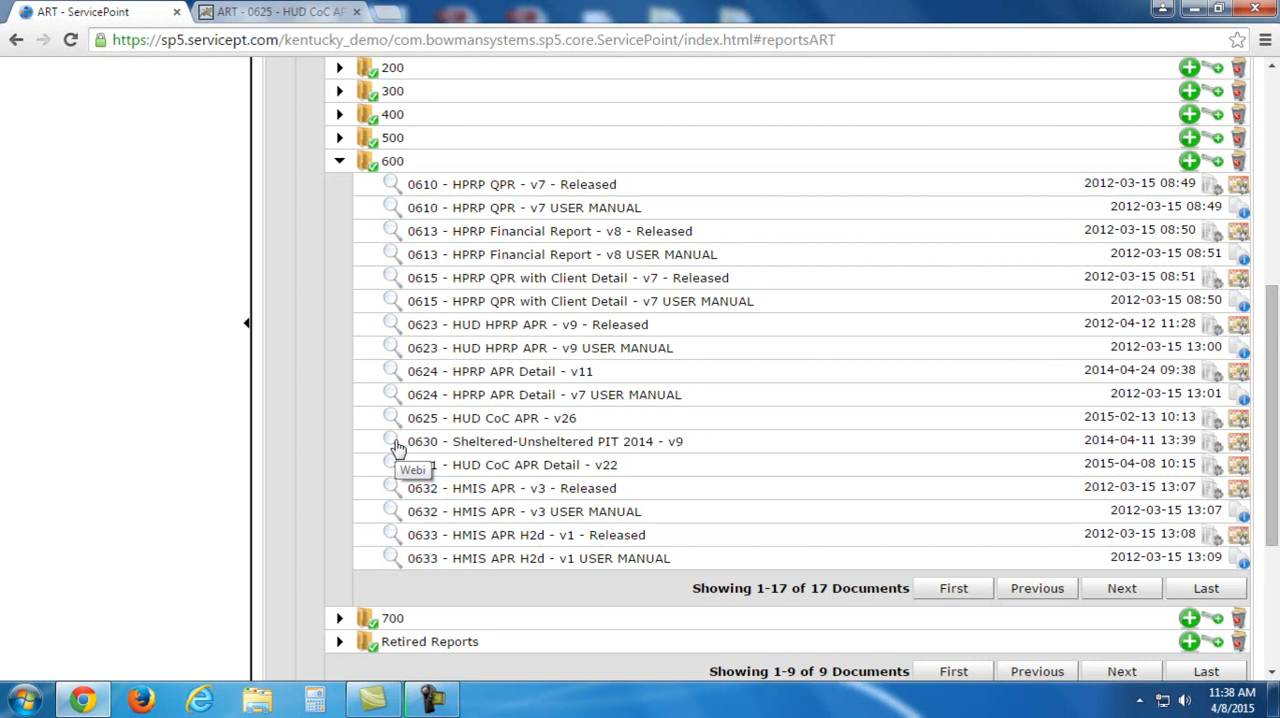 ART - ServicePoint × ART - 0625 - HUD CoC AP ×
https://sp5.servicept.com/kentucky_demo/com.bowmansystems.sp5.core.ServicePoint/index.html#reportsART
200
300
400
500
600
0610 - HPRP QPR - v7 - Released 2012-03-15 08:49
0610 - HPRP QPR - v7 USER MANUAL 2012-03-15 08:49
0613 - HPRP Financial Report - v8 - Released 2012-03-15 08:50
0613 - HPRP Financial Report - v8 USER MANUAL 2012-03-15 08:51
0615 - HPRP QPR with Client Detail - v7 - Released 2012-03-15 08:51
0615 - HPRP QPR with Client Detail - v7 USER MANUAL 2012-03-15 08:50
0623 - HUD HPRP APR - v9 - Released 2012-04-12 11:28
0623 - HUD HPRP APR - v9 USER MANUAL 2012-03-15 13:00
0624 - HPRP APR Detail - v11 2014-04-24 09:38
0624 - HPRP APR Detail - v7 USER MANUAL 2012-03-15 13:01
0625 - HUD CoC APR - v26 2015-02-13 10:13
0630 - Sheltered-Unsheltered PIT 2014 - v9 2014-04-11 13:39
1 - HUD CoC APR Detail - v22 2015-04-08 10:15
Webi
0632 - HMIS APR - v3 - Released 2012-03-15 13:07
0632 - HMIS APR - v3 USER MANUAL 2012-03-15 13:07
0633 - HMIS APR H2d - v1 - Released 2012-03-15 13:08
0633 - HMIS APR H2d - v1 USER MANUAL 2012-03-15 13:09
Showing 1-17 of 17 Documents First Previous Next Last
700
Retired Reports
Showing 1-9 of 9 Documents First Previous Next Last
11:38 AM
4/8/2015